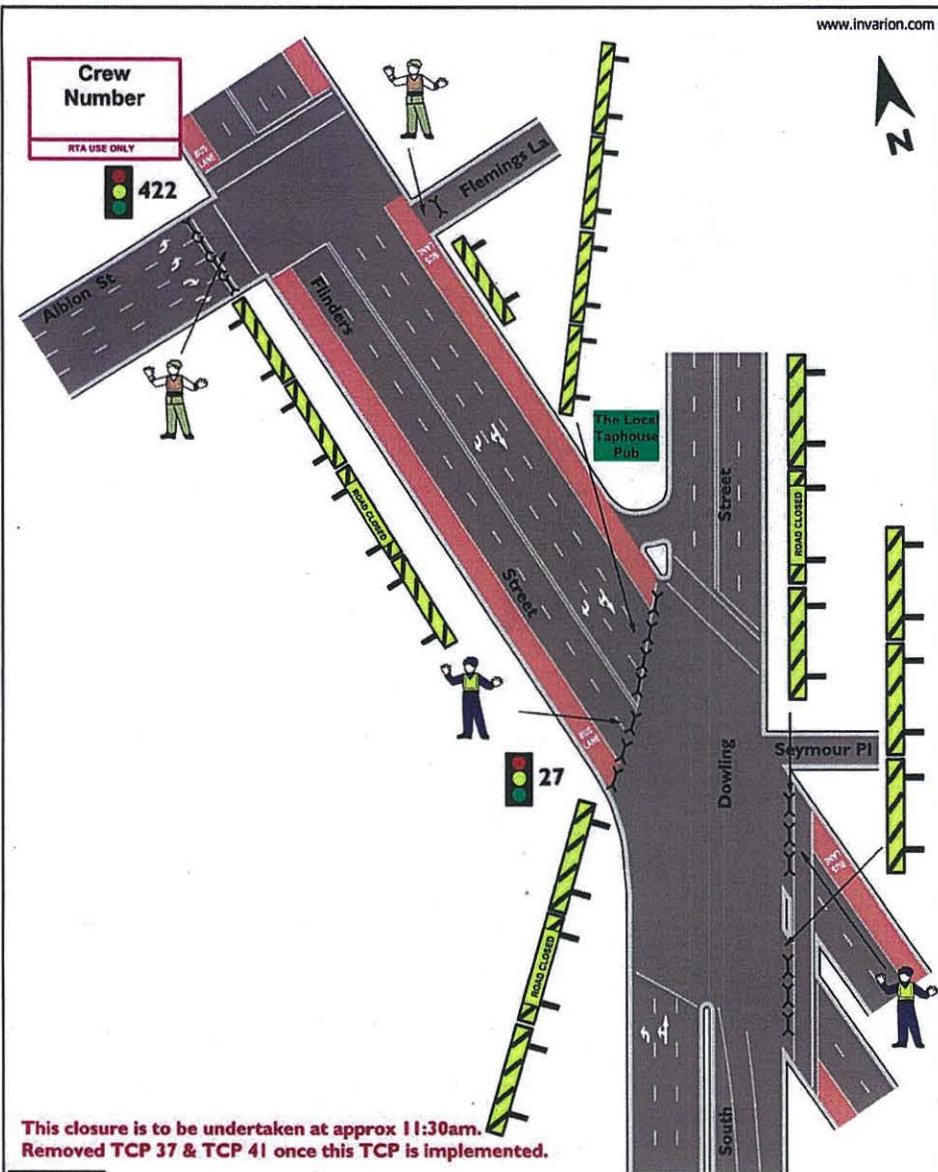 www.invarion.com
Crew
Number
RTA USE ONLY
N
422
BUS
LANE
Flemings La
Albion St
BUS
LANE
Flinders
The Local
Taphouse
Pub
Street
ROAD CLOSED
ROAD CLOSED
Street
BUS
LANE
Dowling
Seymour Pl
27
BUS
LANE
ROAD CLOSED
South
This closure is to be undertaken at approx 11:30am.
Removed TCP 37 & TCP 41 once this TCP is implemented.